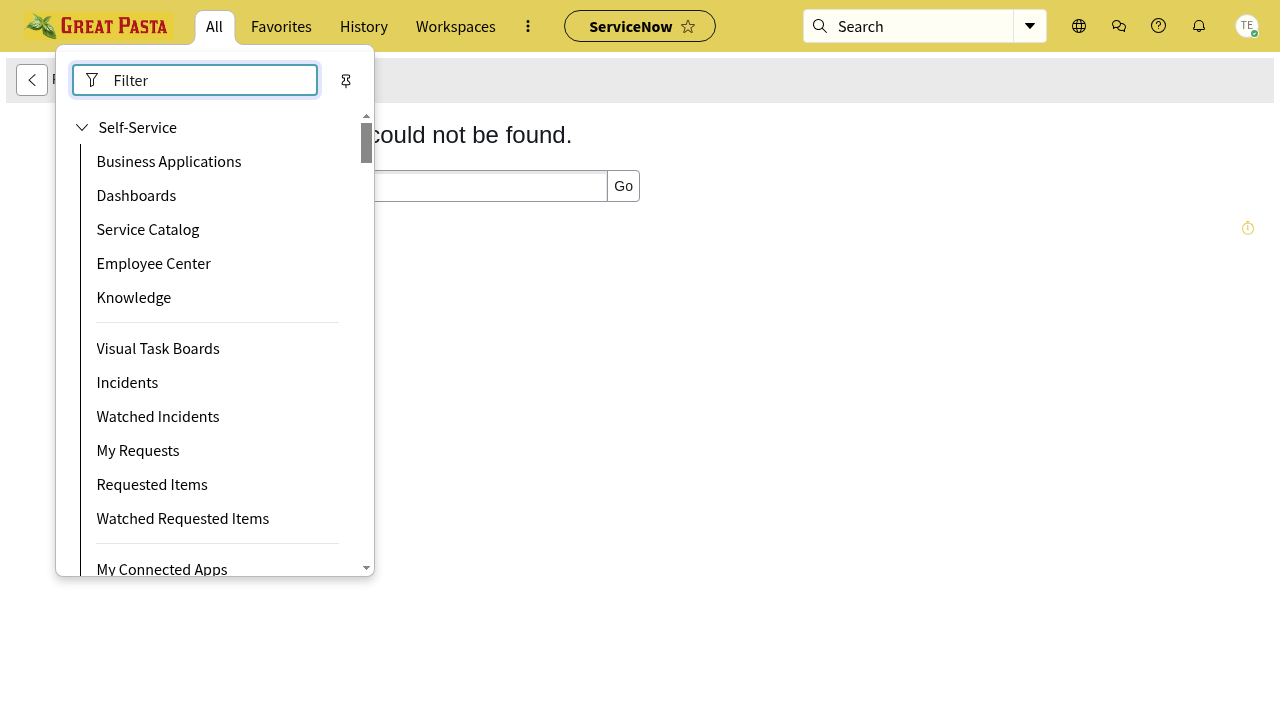 GREAT PASTA
All
Favorites
History
Workspaces
ServiceNow
Search
TE
Filter
Self-Service
could not be found.
Business Applications
Go
Dashboards
Service Catalog
Employee Center
Knowledge
Visual Task Boards
Incidents
Watched Incidents
My Requests
Requested Items
Watched Requested Items
My Connected Apps